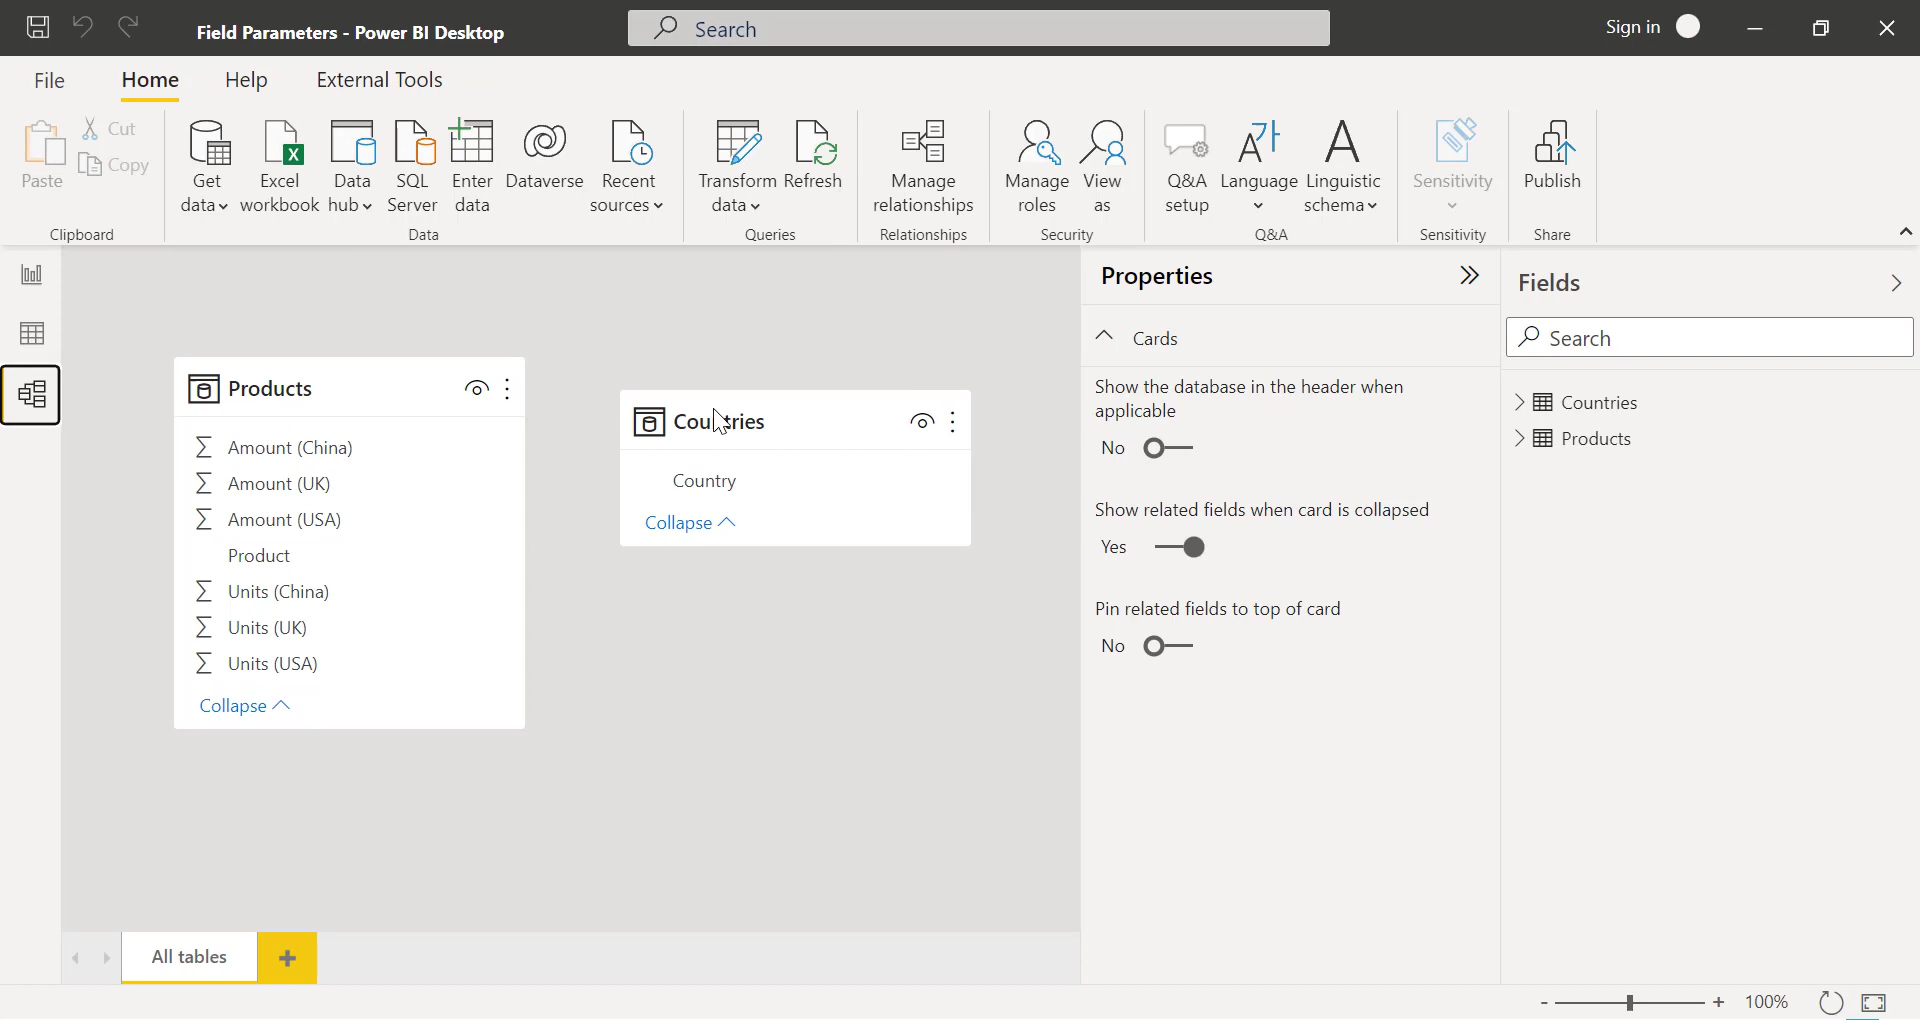 Field Parameters - Power BI Desktop
Search
Sign in
File
Home
Help
External Tools
Paste
Cut
Copy
Clipboard
Get data
Excel workbook
Data hub
SQL Server
Enter data
Dataverse
Recent sources
Data
Transform data
Refresh
Queries
Manage relationships
Relationships
Manage roles
View as
Security
Q&A setup
Language
Linguistic schema
Q&A
Sensitivity
Sensitivity
Publish
Share
Products
Amount (China)
Amount (UK)
Amount (USA)
Product
Units (China)
Units (UK)
Units (USA)
Collapse
Countries
Country
Collapse
Properties
Cards
Show the database in the header when
applicable
No
Show related fields when card is collapsed
Yes
Pin related fields to top of card
No
Fields
Search
Countries
Products
All tables
100%